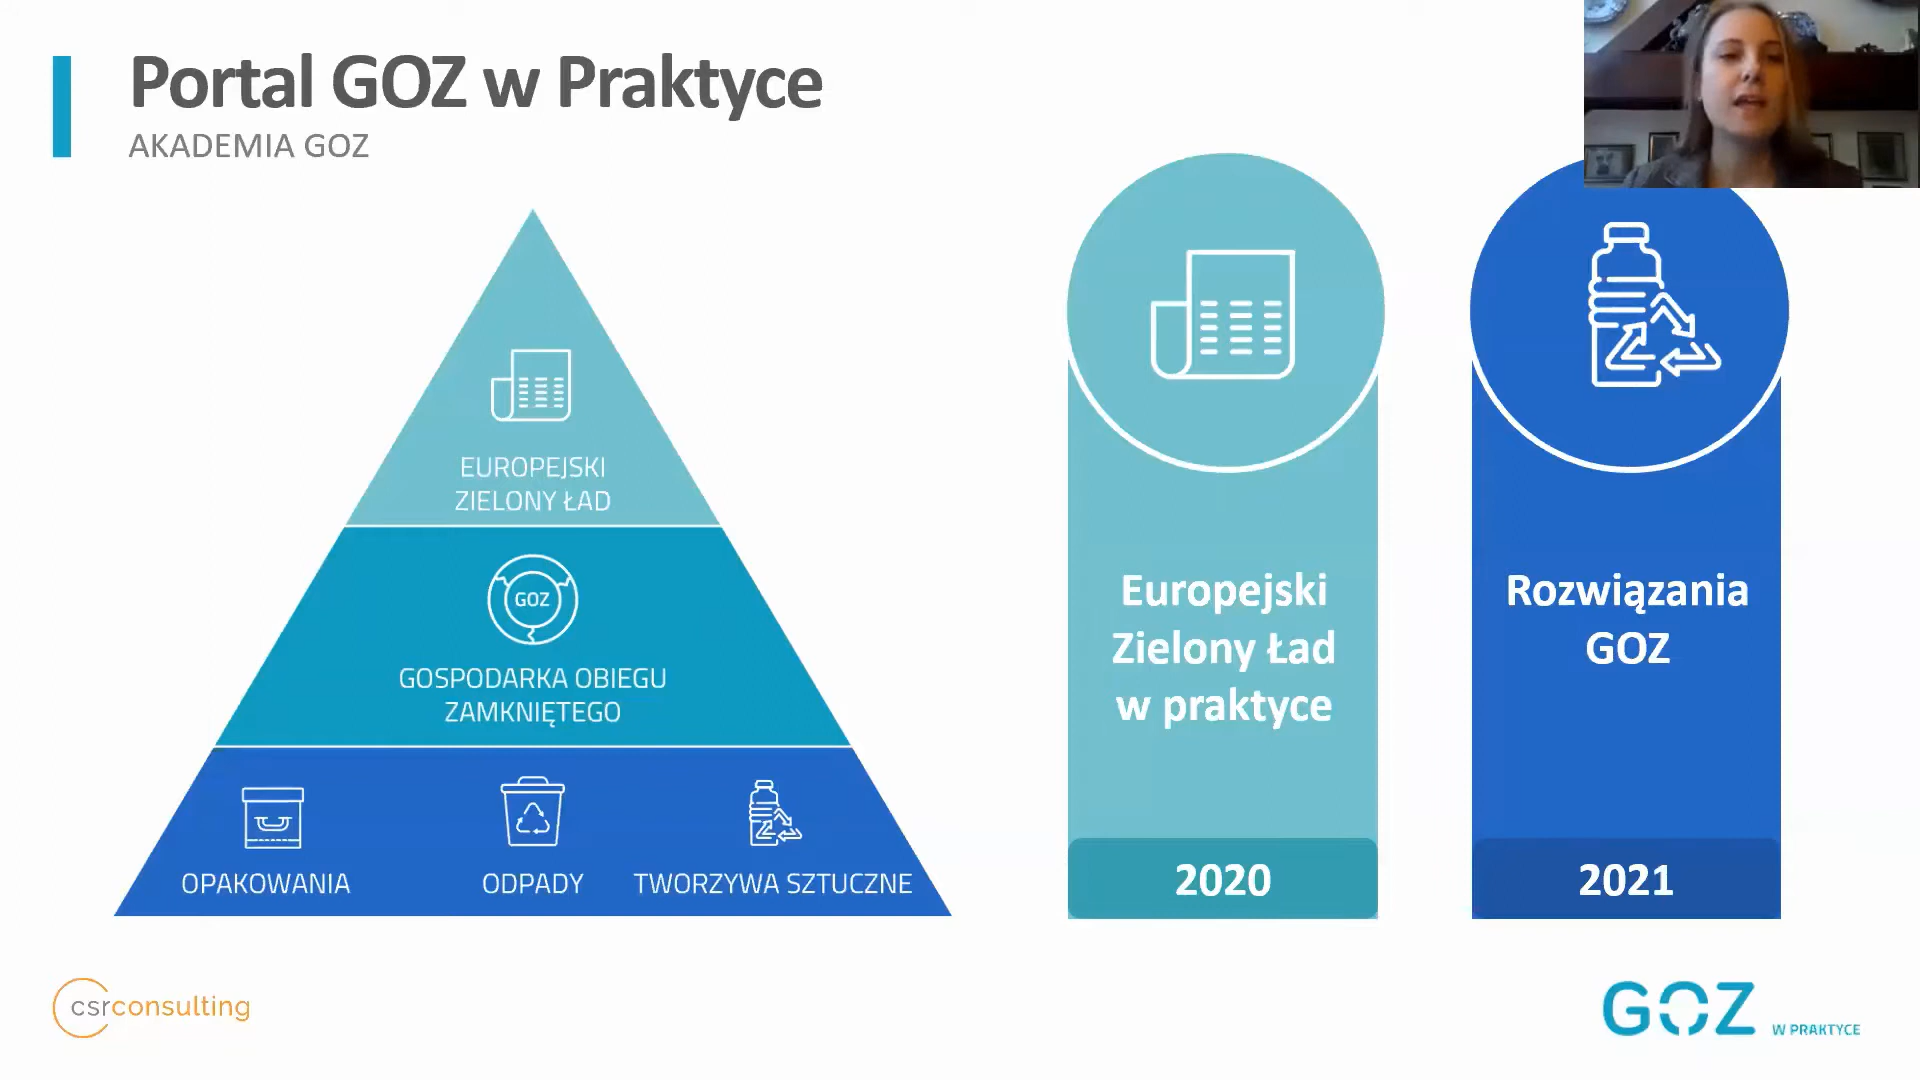 Portal GOZ w Praktyce
AKADEMIA GOZ
EUROPEJSKI
ZIELONY ŁAD
GOZ
GOSPODARKA OBIEGU
ZAMKNIĘTEGO
OPAKOWANIA
ODPADY
TWORZYWA SZTUCZNE
Europejski
Zielony Ład
w praktyce
2020
Rozwiązania
GOZ
2021
csrconsulting
GOZ W PRAKTYCE